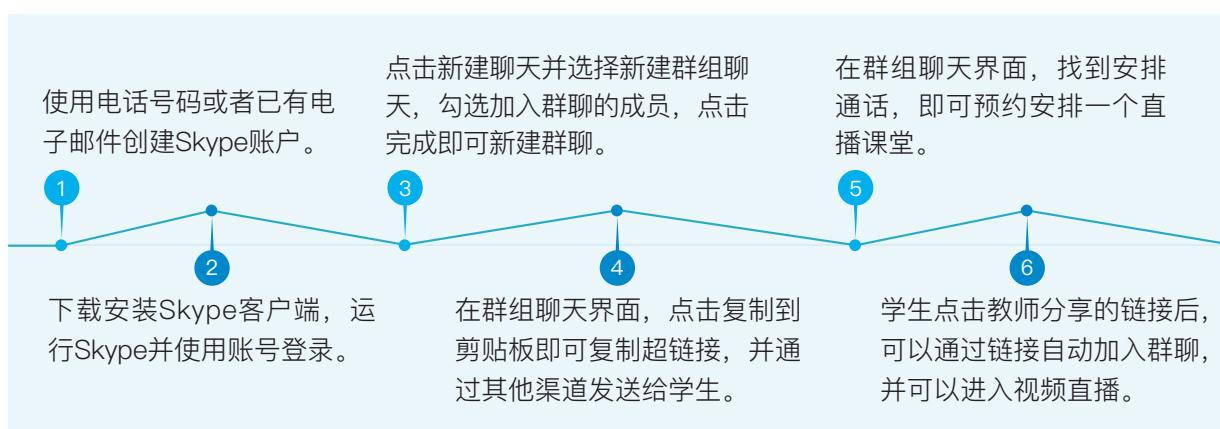 使用电话号码或者已有电
子邮件创建Skype账户。
1
2
下载安装Skype客户端，运
行Skype并使用账号登录。
点击新建聊天并选择新建群组聊
天，勾选加入群聊的成员，点击
完成即可新建群聊。
3
4
在群组聊天界面，点击复制到
剪贴板即可复制超链接，并通
过其他渠道发送给学生。
在群组聊天界面，找到安排
通话，即可预约安排一个直
播课堂。
5
6
学生点击教师分享的链接后，
可以通过链接自动加入群聊，
并可以进入视频直播。